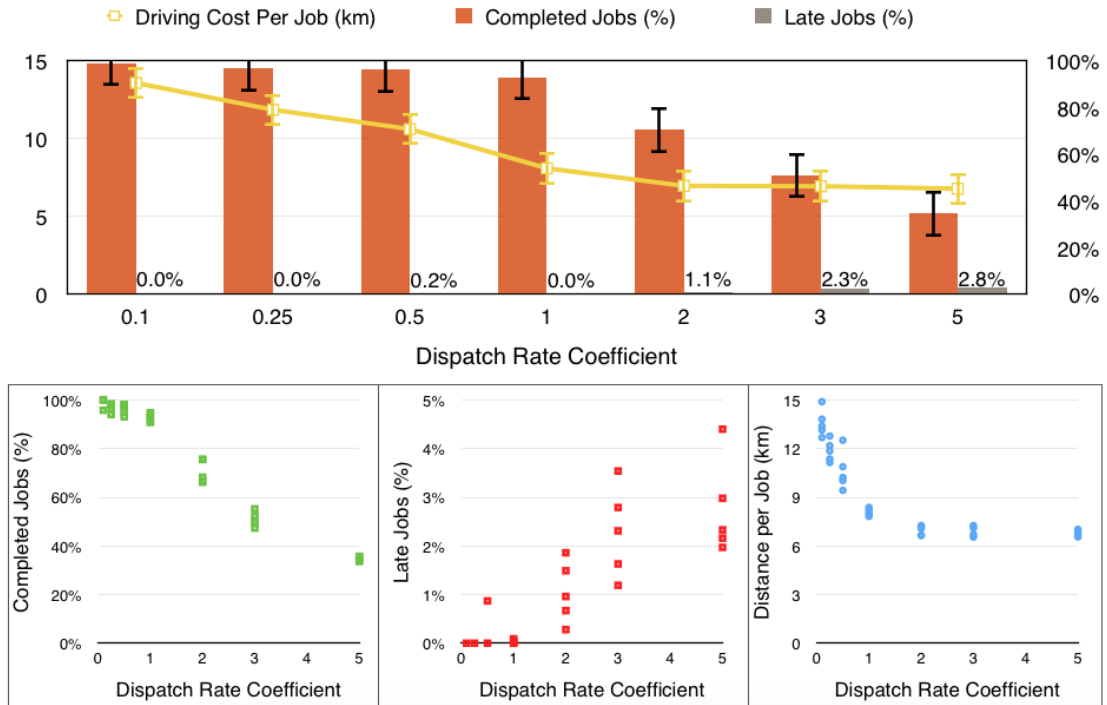 Driving Cost Per Job (km) Completed Jobs (%) Late Jobs (%)
15 100%
80%
10
60%
5
40%
20%
0.0% 0.0% 0.2% 0.0% 1.1% 2.3% 2.8%
0 0%
0.1 0.25 0.5 1 2 3 5
Dispatch Rate Coefficient
Completed Jobs (%)
100%
80%
60%
40%
20%
0%
0 1 2 3 4 5
Dispatch Rate Coefficient
Late Jobs (%)
5%
4%
3%
2%
1%
0%
0 1 2 3 4 5
Dispatch Rate Coefficient
Distance per Job (km)
15
12
9
6
3
0
0 1 2 3 4 5
Dispatch Rate Coefficient